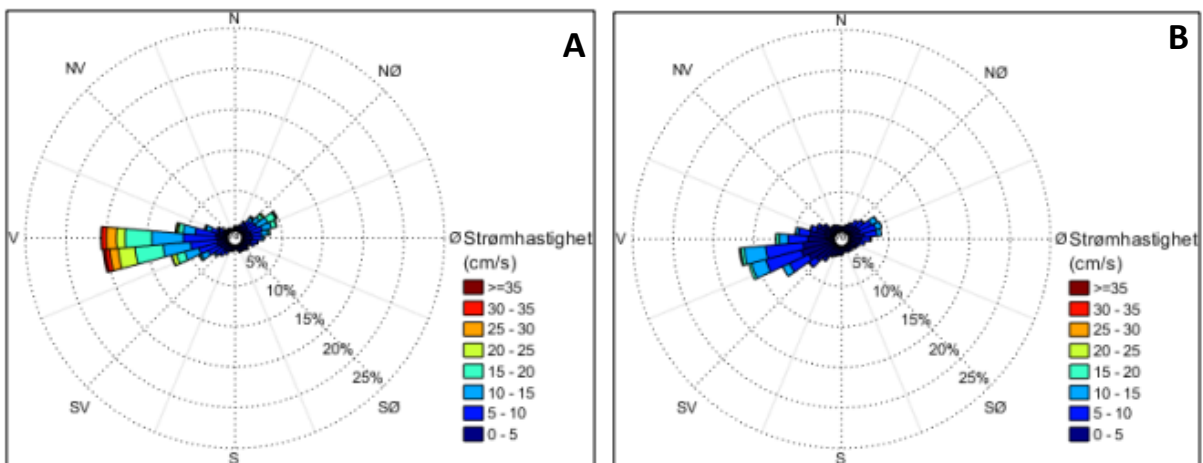 A
N
NV
NØ
V
Ø
SV
SØ
S
5%
10%
15%
20%
25%
Strømhastighet
(cm/s)
>=35
30 - 35
25 - 30
20 - 25
15 - 20
10 - 15
5 - 10
0 - 5
B
N
NV
NØ
V
Ø
SV
SØ
S
5%
10%
15%
20%
25%
Strømhastighet
(cm/s)
>=35
30 - 35
25 - 30
20 - 25
15 - 20
10 - 15
5 - 10
0 - 5